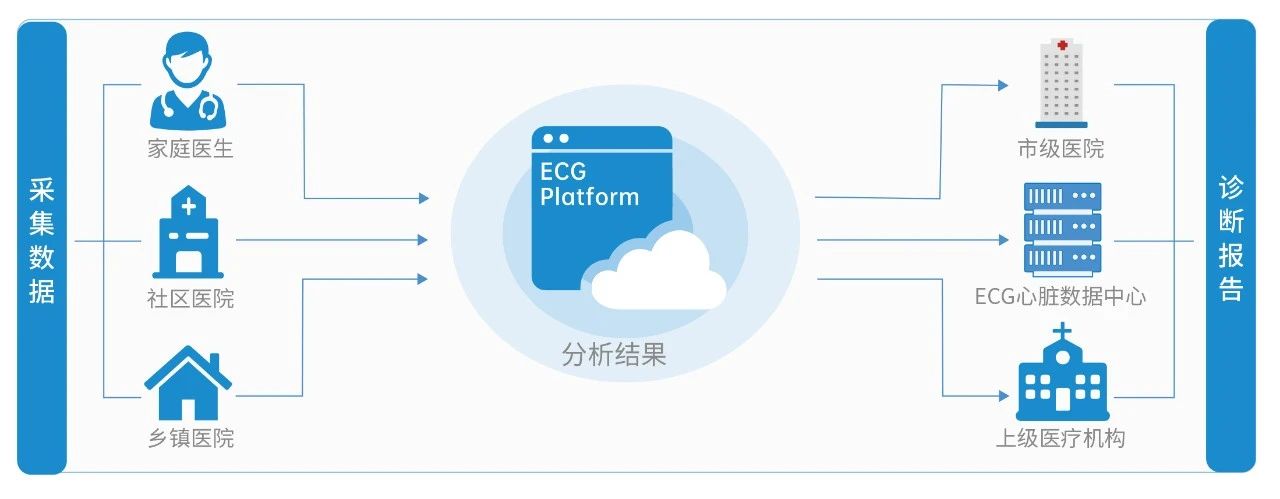 采集数据
家庭医生
社区医院
乡镇医院
ECG
Platform
分析结果
市级医院
ECG心脏数据中心
上级医疗机构
诊断报告